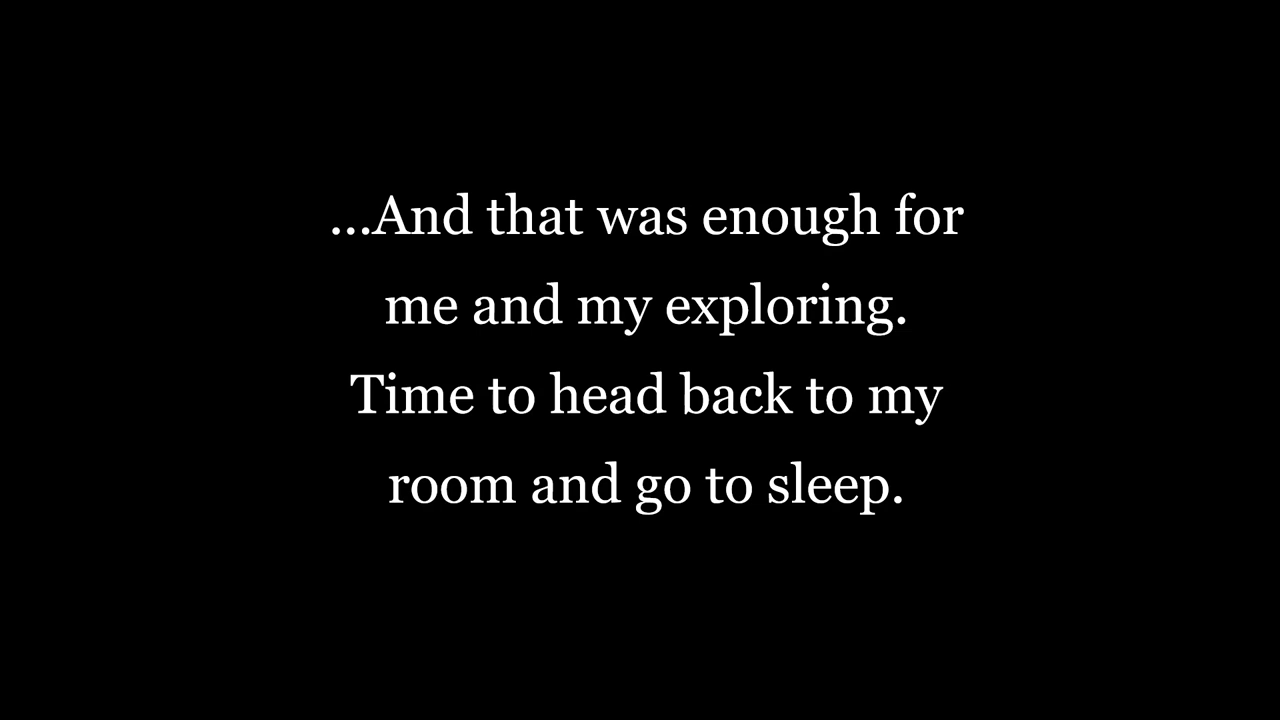 ...And that was enough for
me and my exploring.
Time to head back to my
room and go to sleep.